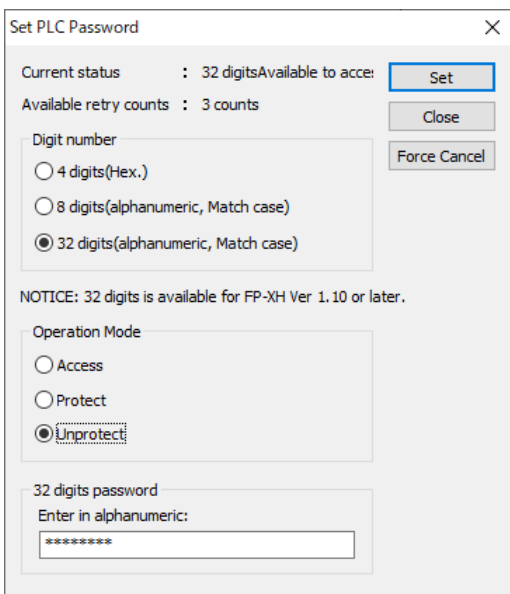 Set PLC Password
Current status : 32 digitsAvailable to acce
Set
Available retry counts : 3 counts
Close
Force Cancel
Digit number
4 digits(Hex.)
8 digits(alphanumeric, Match case)
32 digits(alphanumeric, Match case)
NOTICE: 32 digits is available for FP-XH Ver 1.10 or later.
Operation Mode
Access
Protect
Unprotect
32 digits password
Enter in alphanumeric:
********